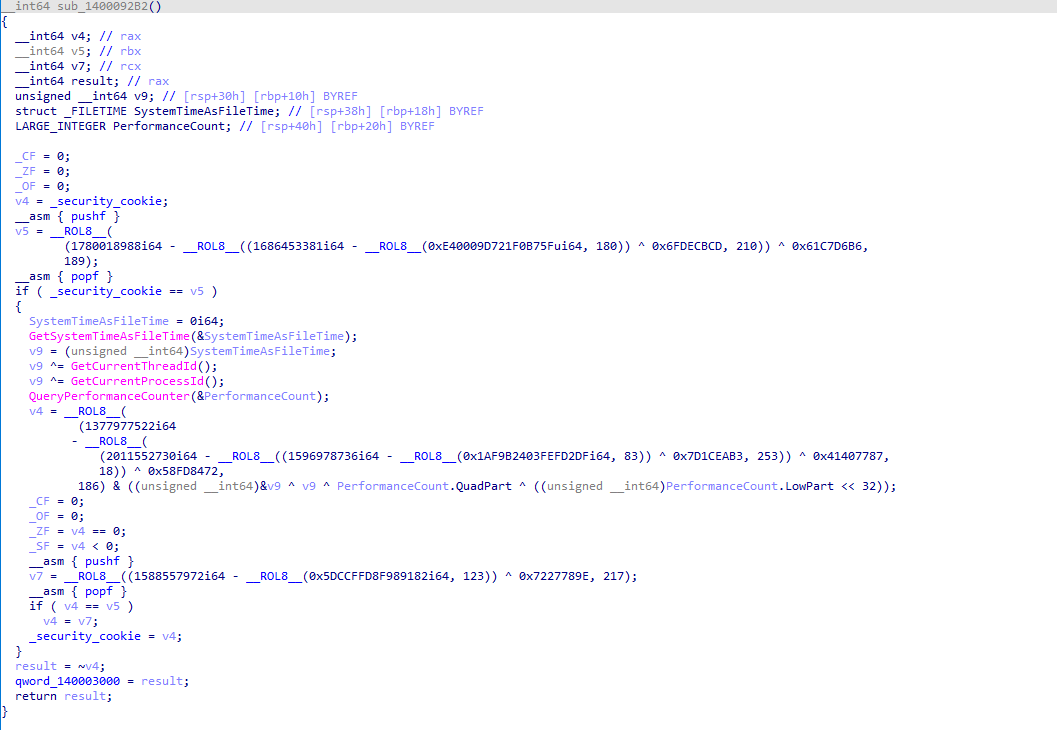 __int64 sub_1400092B2()
{
__int64 v4; // rax
__int64 v5; // rbx
__int64 v7; // rcx
__int64 result; // rax
unsigned __int64 v9; // [rsp+30h] [rbp+10h] BYREF
struct _FILETIME SystemTimeAsFileTime; // [rsp+38h] [rbp+18h] BYREF
LARGE_INTEGER PerformanceCount; // [rsp+40h] [rbp+20h] BYREF
_CF = 0;
_ZF = 0;
_OF = 0;
v4 = _security_cookie;
__asm { pushf }
v5 = __ROL8__(
(1780018988i64 - __ROL8__((1686453381i64 - __ROL8__(0xE40009D721F0B75Fui64, 180)) ^ 0x6FDECBCD, 210)) ^ 0x61C7D6B6,
189);
__asm { popf }
if ( _security_cookie == v5 )
{
SystemTimeAsFileTime = 0i64;
GetSystemTimeAsFileTime(&SystemTimeAsFileTime);
v9 = (unsigned __int64)SystemTimeAsFileTime;
v9 ^= GetCurrentThreadId();
v9 ^= GetCurrentProcessId();
QueryPerformanceCounter(&PerformanceCount);
v4 = __ROL8__(
(1377977522i64
- __ROL8__(
(2011552730i64 - __ROL8__((1596978736i64 - __ROL8__(0x1AF9B2403FEFD2DFi64, 83)) ^ 0x7D1CEAB3, 253)) ^ 0x41407787,
18)) ^ 0x58FD8472,
186) & ((unsigned __int64)&v9 ^ v9 ^ PerformanceCount.QuadPart ^ ((unsigned __int64)PerformanceCount.LowPart << 32));
_CF = 0;
_OF = 0;
_ZF = v4 == 0;
_SF = v4 < 0;
__asm { pushf }
v7 = __ROL8__((1588557972i64 - __ROL8__(0x5DCCFFD8F989182i64, 123)) ^ 0x7227789E, 217);
__asm { popf }
if ( v4 == v5 )
v4 = v7;
_security_cookie = v4;
}
result = ~v4;
qword_140003000 = result;
return result;
}